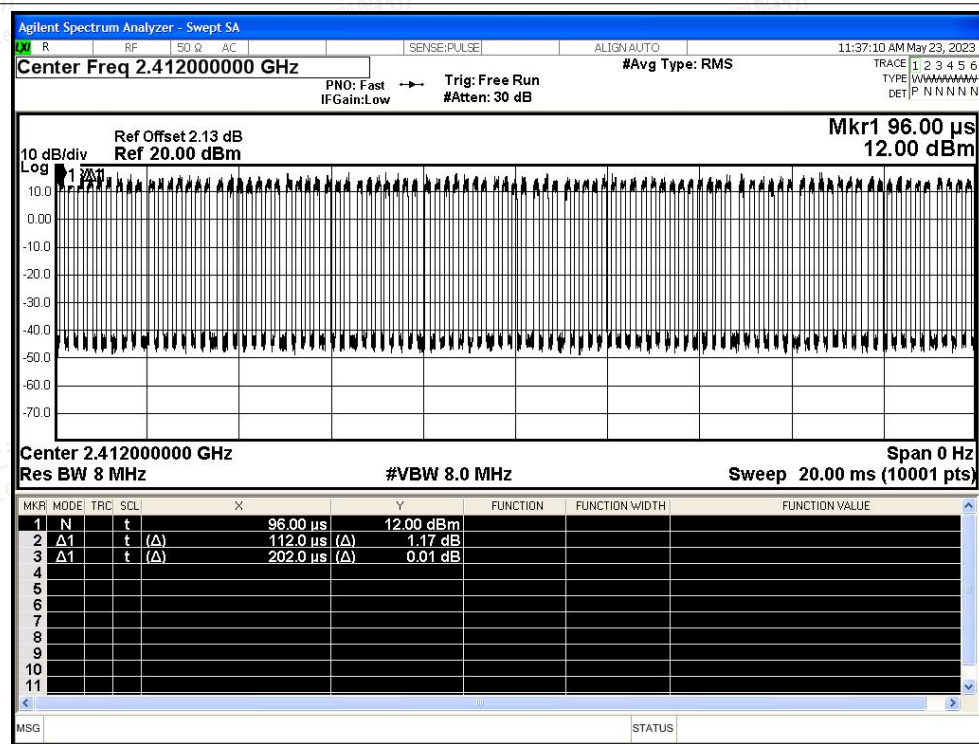 Agilent Spectrum Analyzer - Swept SA
LXI R RF 50 Ω AC SENSE:PULSE ALIGN AUTO 11:37:10 AM May 23, 2023
Center Freq 2.412000000 GHz
PNO: Fast
IFGain:Low
Trig: Free Run
#Atten: 30 dB
#Avg Type: RMS
TRACE 1 2 3 4 5 6
TYPE WWWWWW
DET P N N N N N
10 dB/div
Log
Ref Offset 2.13 dB
Ref 20.00 dBm
Mkr1 96.00 µs
12.00 dBm
1
10.0
0.00
-10.0
-20.0
-30.0
-40.0
-50.0
-60.0
-70.0
Center 2.412000000 GHz
Span 0 Hz
Res BW 8 MHz
#VBW 8.0 MHz
Sweep 20.00 ms (10001 pts)
MKR MODE TRC SCL X Y FUNCTION FUNCTION WIDTH FUNCTION VALUE
1 N t 96.00 µs 12.00 dBm
2 Δ1 t (Δ) 112.0 µs (Δ) 1.17 dB
3 Δ1 t (Δ) 202.0 µs (Δ) 0.01 dB
4
5
6
7
8
9
10
11
MSG STATUS